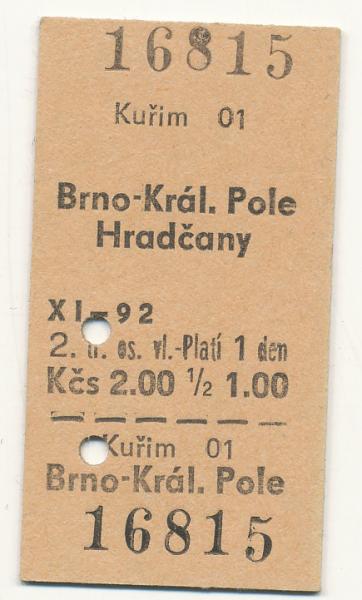 16815
Kuřim 01
Brno-Král. Pole
Hradčany
XI-92
2. tř. os. vl.-Platí 1 den
Kčs 2.00 ½ 1.00
Kuřim 01
Brno-Král. Pole
16815